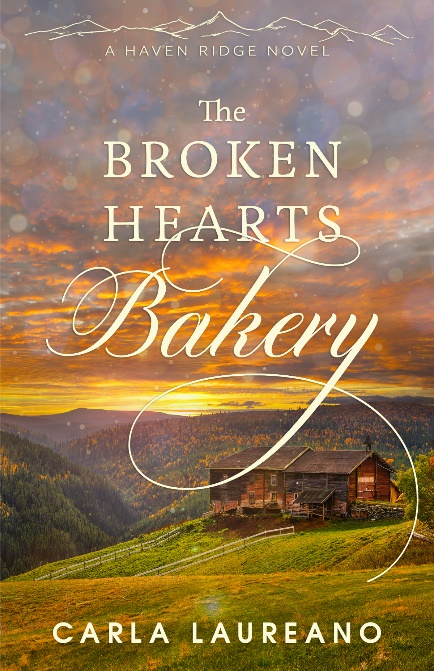 A HAVEN RIDGE NOVEL
The
BROKEN
HEARTS
Bakery
CARLA LAUREANO